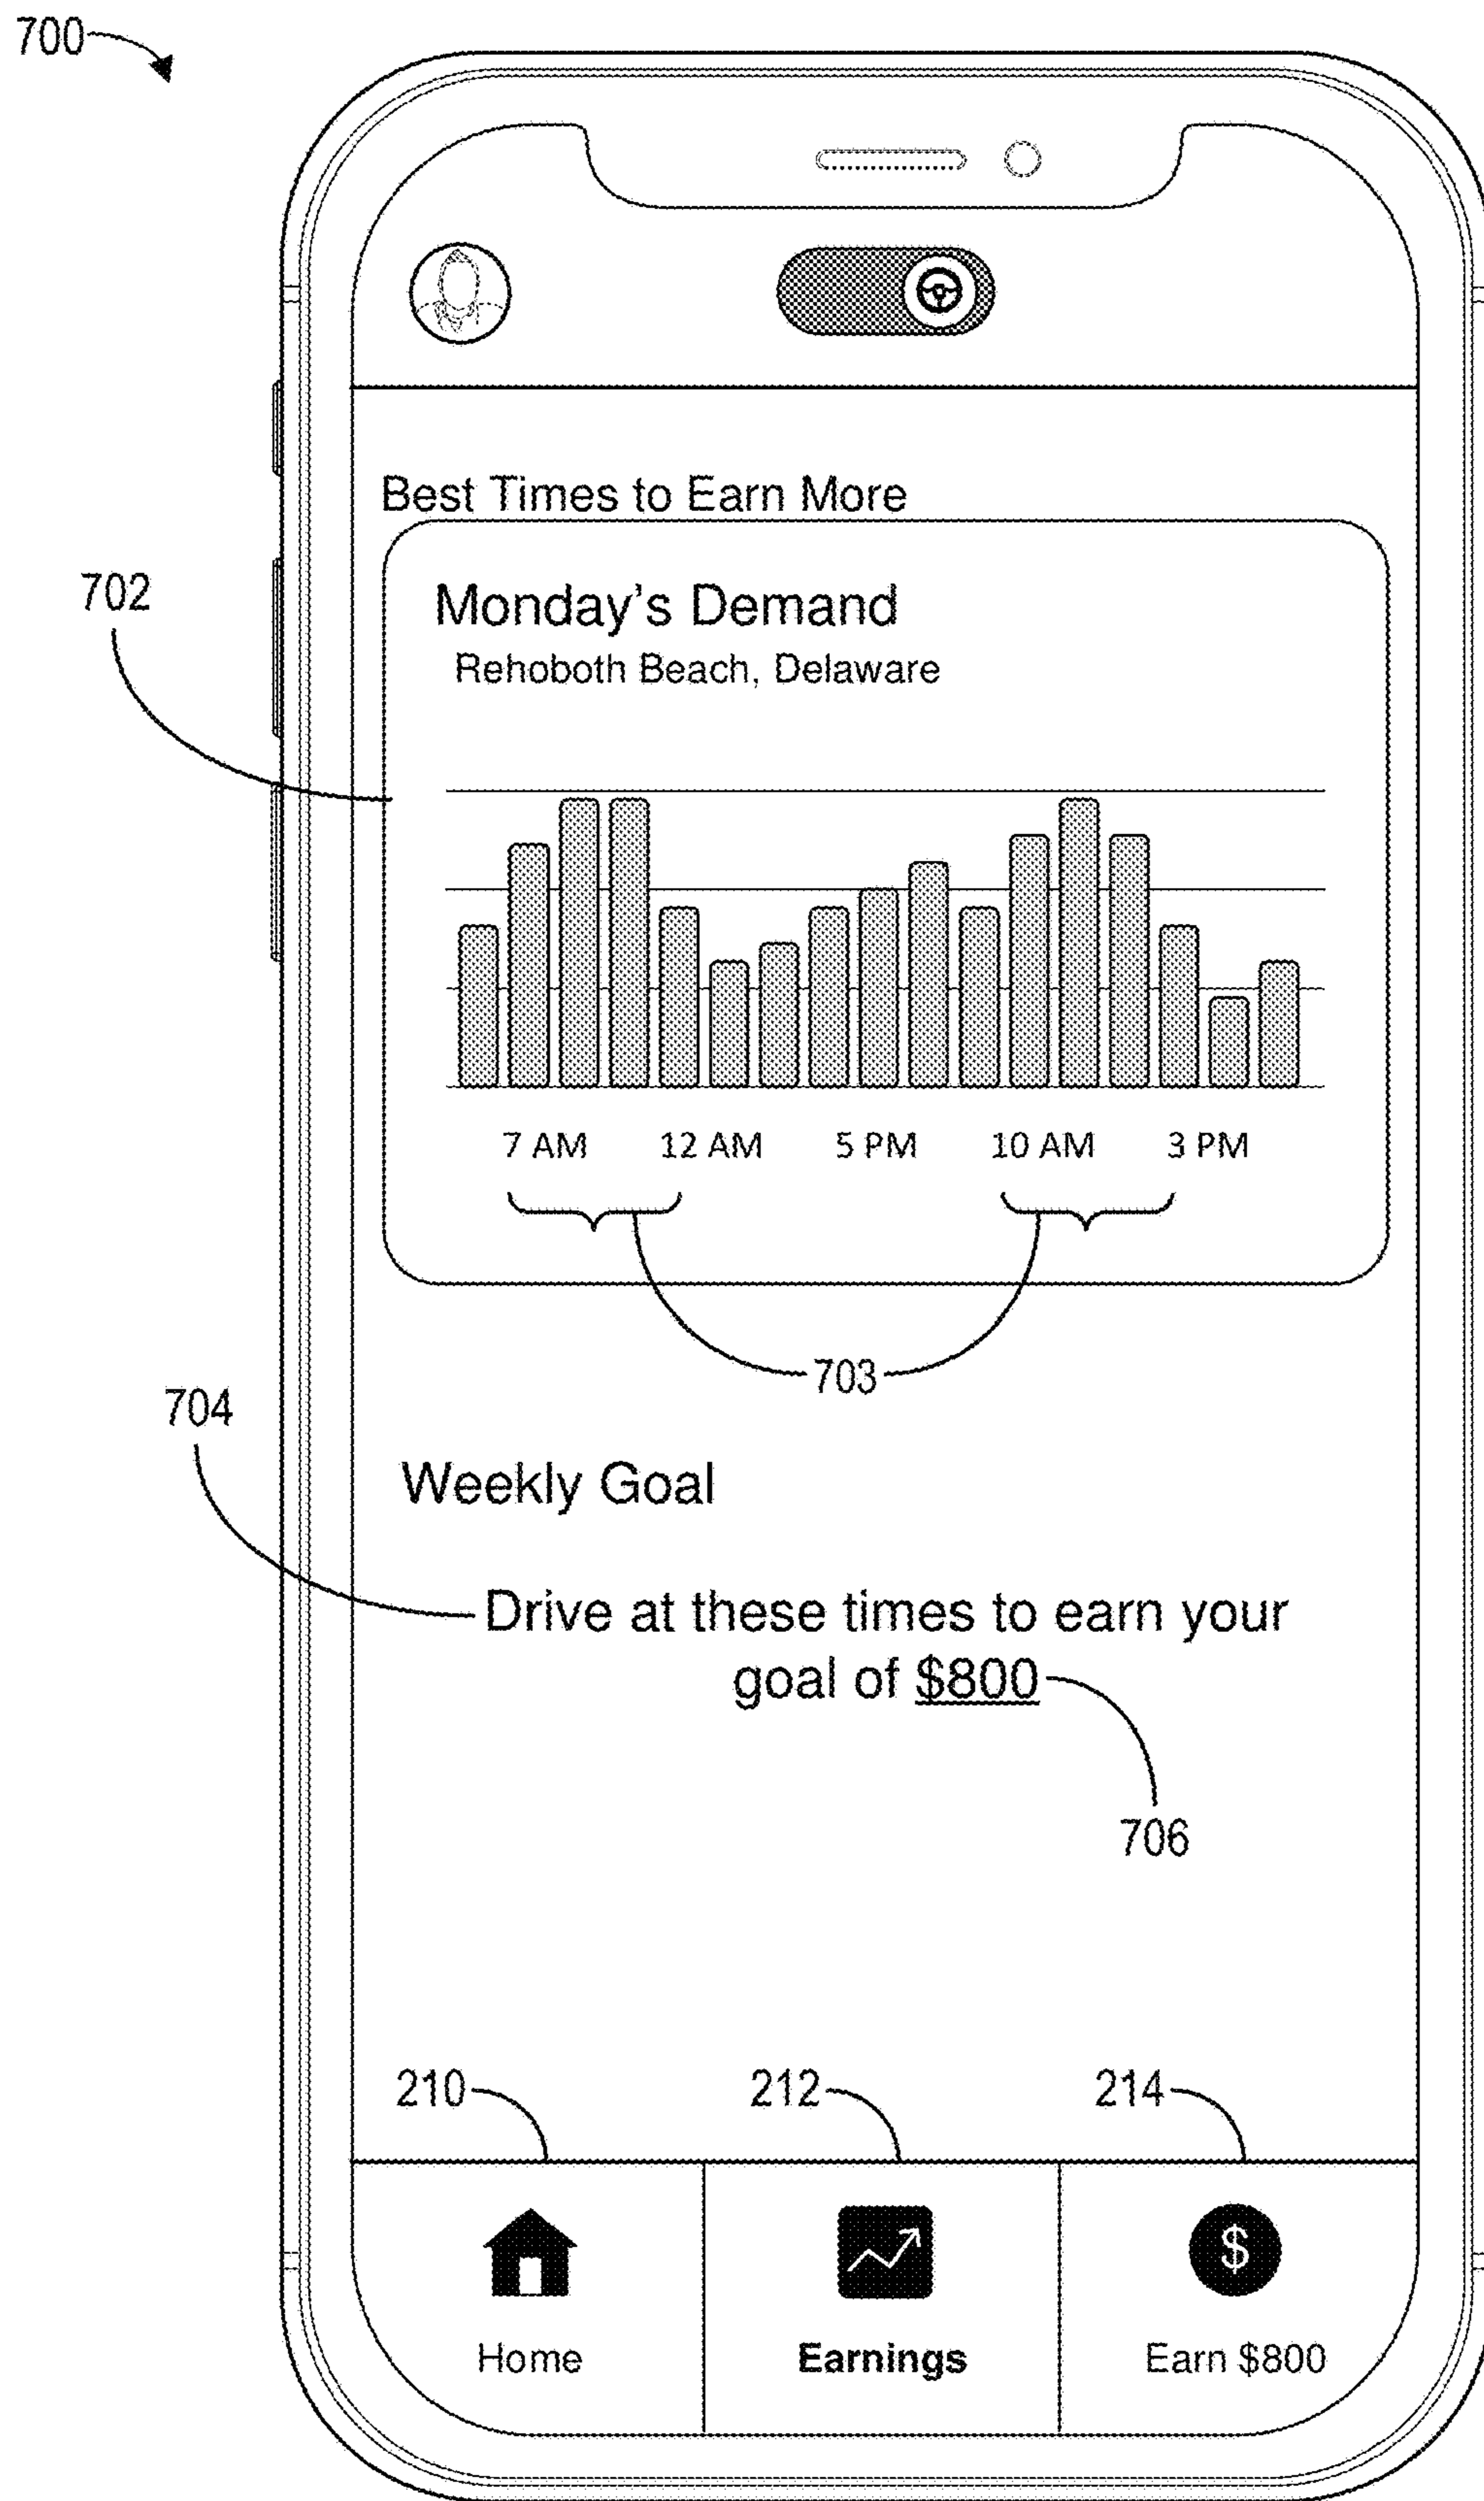 700
Best Times to Earn More
702
Monday's Demand
Rehoboth Beach, Delaware
7 AM 12 AM 5 PM 10 AM 3 PM
703
704
Weekly Goal
Drive at these times to earn your
goal of $800
706
210 212 214
$
Home Earnings Earn $800